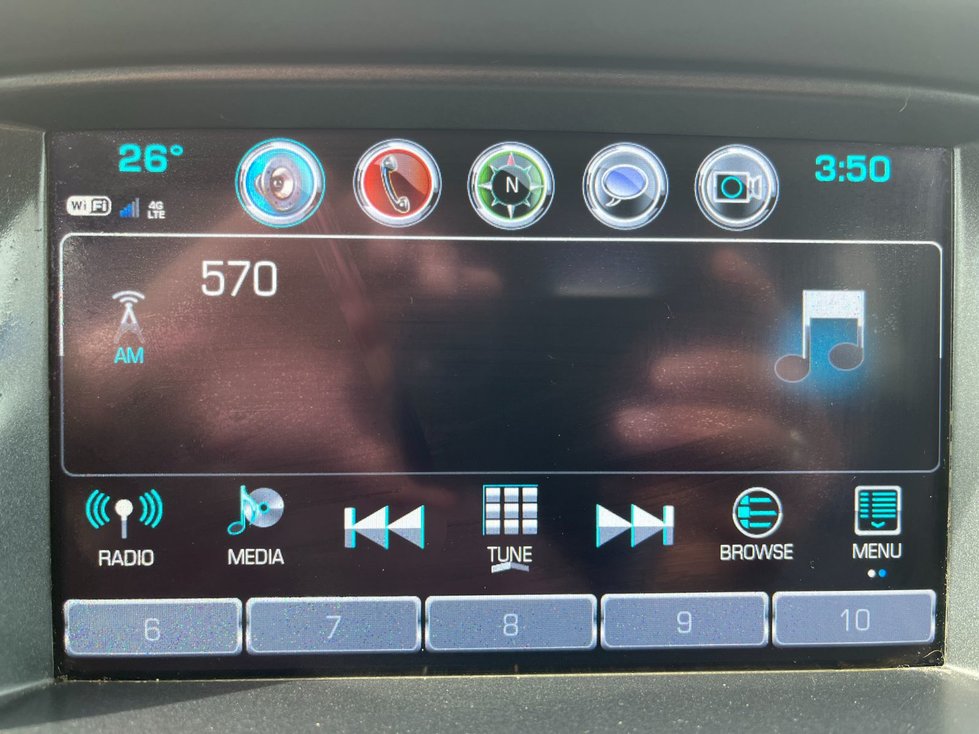 26°
N
3:50
WiFi
4G
LTE
570
AM
RADIO
MEDIA
TUNE
BROWSE
MENU
6
7
8
9
10